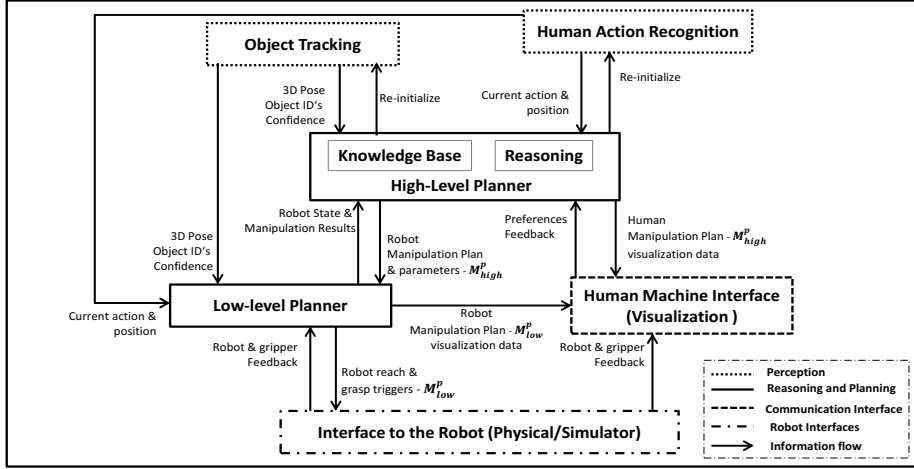 Object Tracking
Human Action Recognition
3D Pose
Object ID's
Confidence
Re-initialize
Current action &
position
Re-initialize
Knowledge Base
Reasoning
High-Level Planner
Robot State &
Manipulation Results
Robot
Manipulation Plan
& parameters - M^p_high
Preferences
Feedback
Human
Manipulation Plan - M^p_high
visualization data
3D Pose
Object ID's
Confidence
Low-level Planner
Human Machine Interface
(Visualization )
Current action &
position
Robot
Manipulation Plan - M^p_low
visualization data
Robot & gripper
Feedback
Robot reach &
grasp triggers - M^p_low
Robot & gripper
Feedback
Interface to the Robot (Physical/Simulator)
Perception
Reasoning and Planning
Communication Interface
Robot Interfaces
Information flow